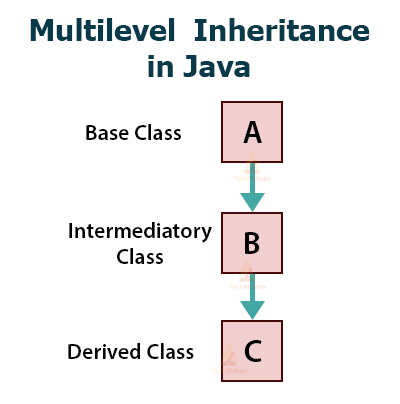 Multilevel Inheritance
in Java
Base Class
A
Intermediatory
Class
B
Derived Class
C